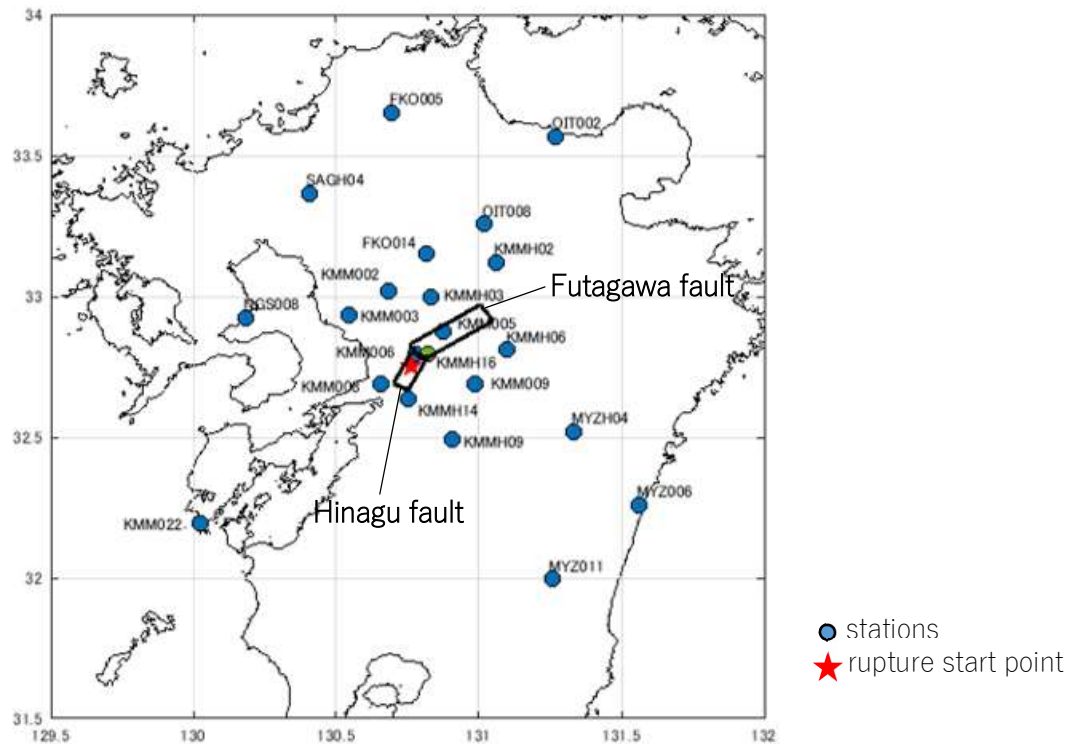 34
FKO005
OIT002
33.5
SAGH04
OIT008
FKO014
KMMH02
KMM002
33
KMMH03
Futagawa fault
NGS008
KMM003
KMM005
KMMH06
KMM006
KMMH16
KMM008
KMM009
KMMH14
MYZH04
32.5
KMMH09
MYZ006
Hinagu fault
KMM022
32
MYZ011
stations
rupture start point
31.5
129.5
130
130.5
131
131.5
132